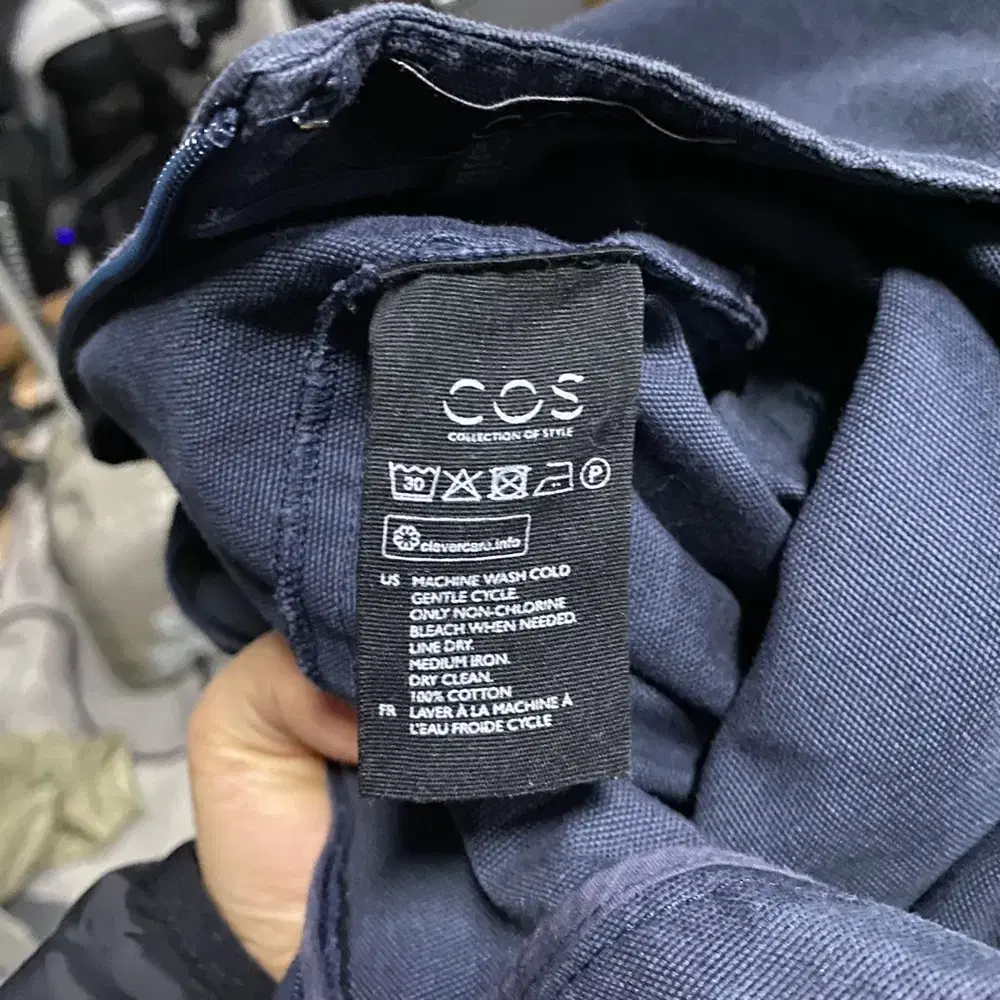 COS
COLLECTION OF STYLE
30 P
clevercare.info
US MACHINE WASH COLD
GENTLE CYCLE.
ONLY NON-CHLORINE
BLEACH WHEN NEEDED.
LINE DRY.
MEDIUM IRON.
DRY CLEAN.
100% COTTON
FR LAVER À LA MACHINE À
L'EAU FROIDE CYCLE